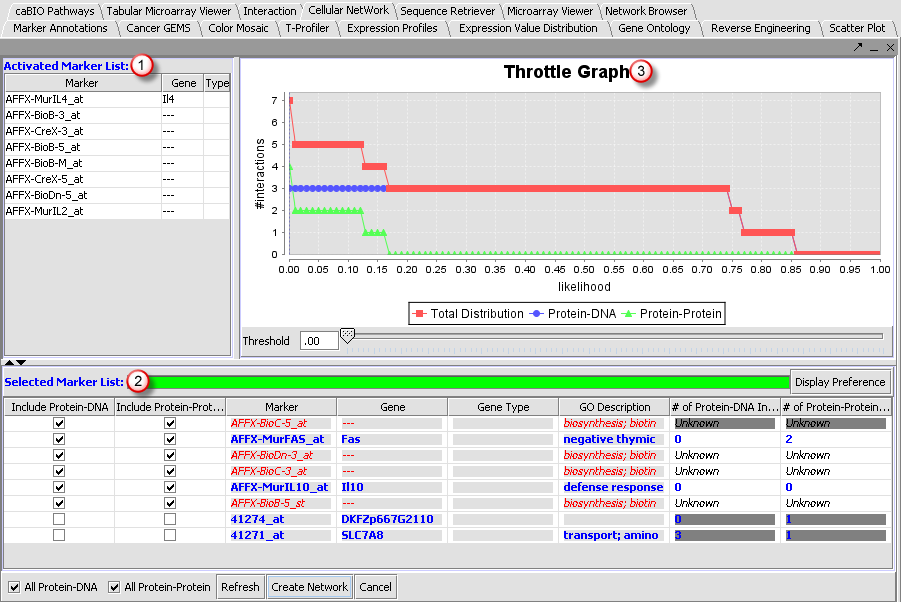 caBIO Pathways Tabular Microarray Viewer Interaction Cellular NetWork Sequence Retriever Microarray Viewer Network Browser
Marker Annotations Cancer GEMS Color Mosaic T-Profiler Expression Profiles Expression Value Distribution Gene Ontology Reverse Engineering Scatter Plot
Activated Marker List: 1
Marker Gene Type
AFFX-MurIL4_at Il4
AFFX-BioB-3_at ---
AFFX-CreX-3_at ---
AFFX-BioB-5_at ---
AFFX-BioB-M_at ---
AFFX-CreX-5_at ---
AFFX-BioDn-5_at ---
AFFX-MurIL2_at ---
Throttle Graph 3
#interactions
7
6
5
4
3
2
1
0
0.00 0.05 0.10 0.15 0.20 0.25 0.30 0.35 0.40 0.45 0.50 0.55 0.60 0.65 0.70 0.75 0.80 0.85 0.90 0.95 1.00
likelihood
Total Distribution Protein-DNA Protein-Protein
Threshold .00
Selected Marker List: 2 Display Preference
Include Protein-DNA Include Protein-Prot... Marker Gene Gene Type GO Description # of Protein-DNA In... # of Protein-Protein...
AFFX-BioC-5_at --- biosynthesis; biotin Unknown Unknown
AFFX-MurFAS_at Fas negative thymic 0 2
AFFX-BioDn-3_at --- biosynthesis; biotin Unknown Unknown
AFFX-BioC-3_at --- biosynthesis; biotin Unknown Unknown
AFFX-MurIL10_at Il10 defense response 0 0
AFFX-BioB-5_st --- biosynthesis; biotin Unknown Unknown
41274_at DKFZp667G2110 0 1
41271_at SLC7A8 transport; amino 3 1
All Protein-DNA All Protein-Protein Refresh Create Network Cancel